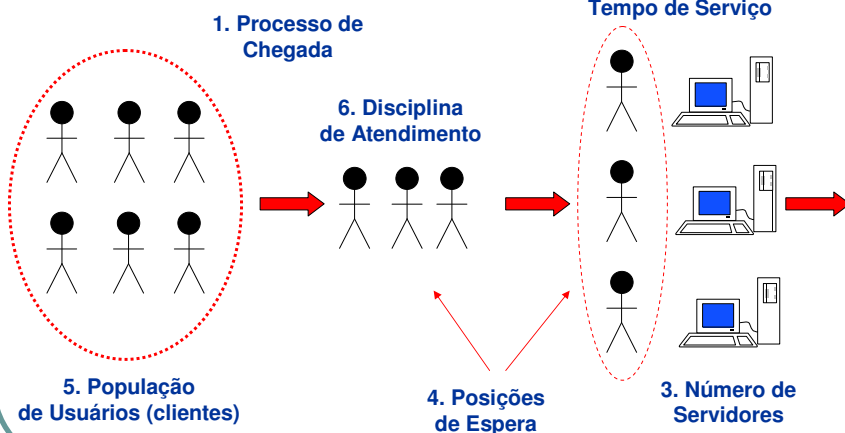 Tempo de Serviço
1. Processo de
Chegada
6. Disciplina
de Atendimento
5. População
de Usuários (clientes)
4. Posições
de Espera
3. Número de
Servidores